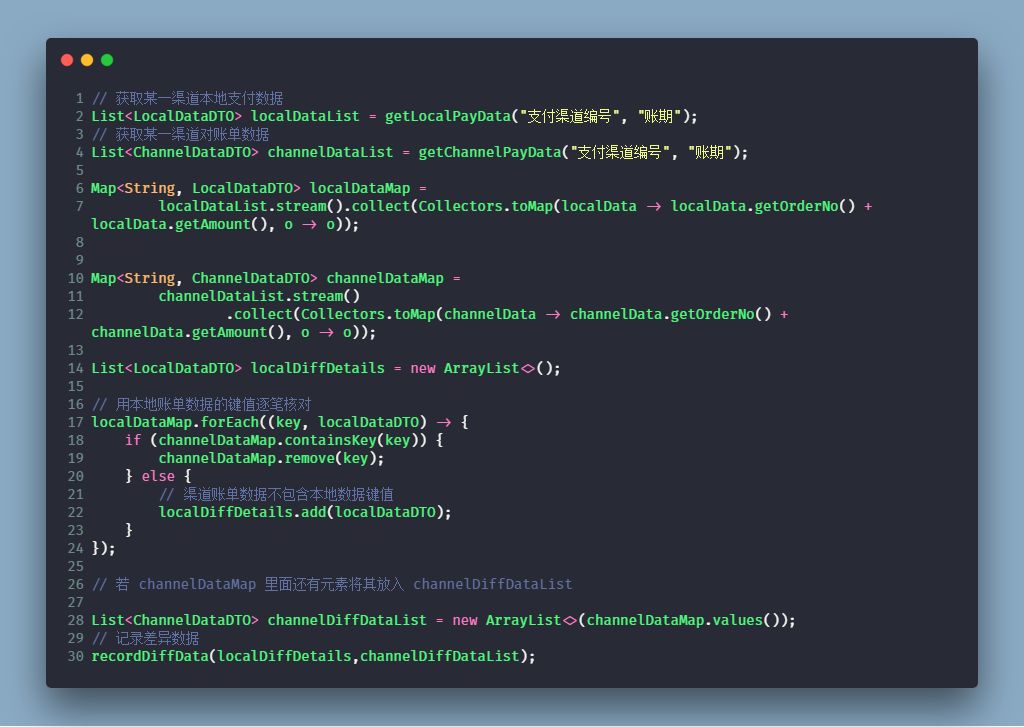 1 // 获取某一渠道本地支付数据
2 List<LocalDataDTO> localDataList = getLocalPayData("支付渠道编号", "账期");
3 // 获取某一渠道对账单数据
4 List<ChannelDataDTO> channelDataList = getChannelPayData("支付渠道编号", "账期");
5
6 Map<String, LocalDataDTO> localDataMap =
7         localDataList.stream().collect(Collectors.toMap(localData -> localData.getOrderNo() +
localData.getAmount(), o -> o));
8
9
10 Map<String, ChannelDataDTO> channelDataMap =
11         channelDataList.stream()
12                 .collect(Collectors.toMap(channelData -> channelData.getOrderNo() +
channelData.getAmount(), o -> o));
13
14 List<LocalDataDTO> localDiffDetails = new ArrayList<>();
15
16 // 用本地账单数据的键值逐笔核对
17 localDataMap.forEach((key, localDataDTO) -> {
18     if (channelDataMap.containsKey(key)) {
19         channelDataMap.remove(key);
20     } else {
21         // 渠道账单数据不包含本地数据键值
22         localDiffDetails.add(localDataDTO);
23     }
24 });
25
26 // 若 channelDataMap 里面还有元素将其放入 channelDiffDataList
27
28 List<ChannelDataDTO> channelDiffDataList = new ArrayList<>(channelDataMap.values());
29 // 记录差异数据
30 recordDiffData(localDiffDetails,channelDiffDataList);